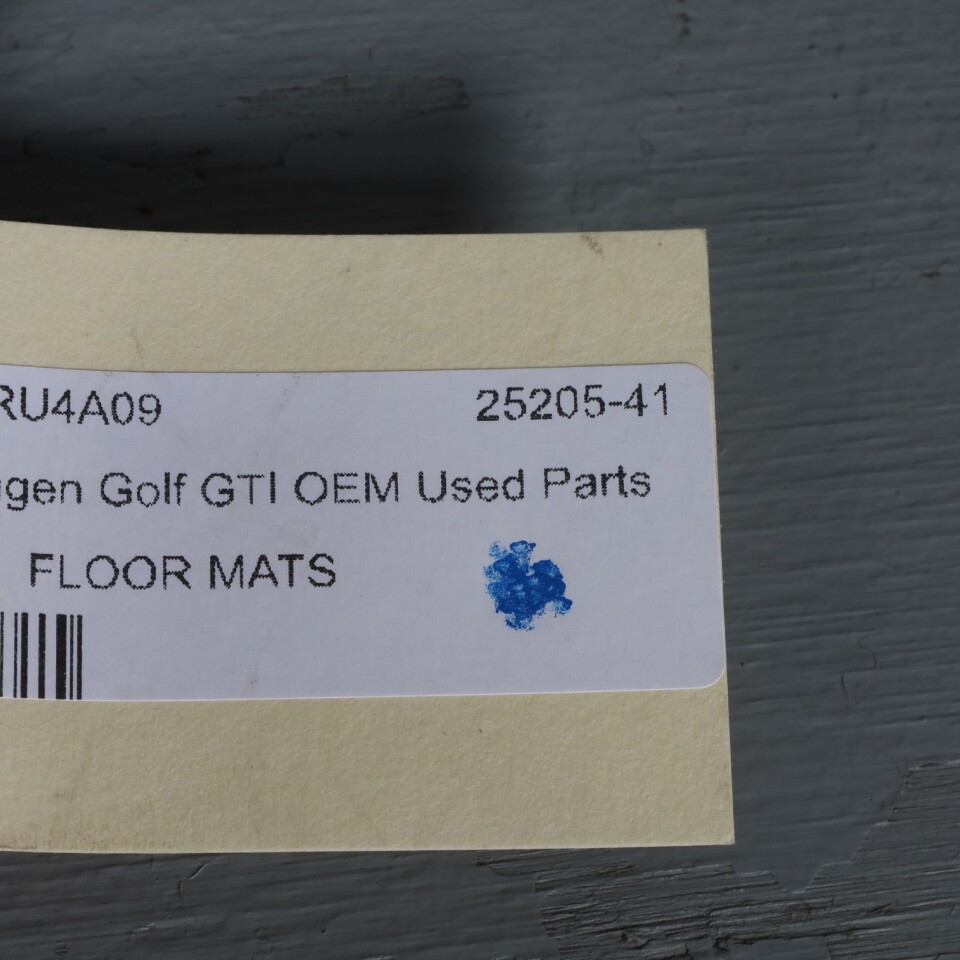 RU4A09 25205-41
gen Golf GTI OEM Used Parts
FLOOR MATS